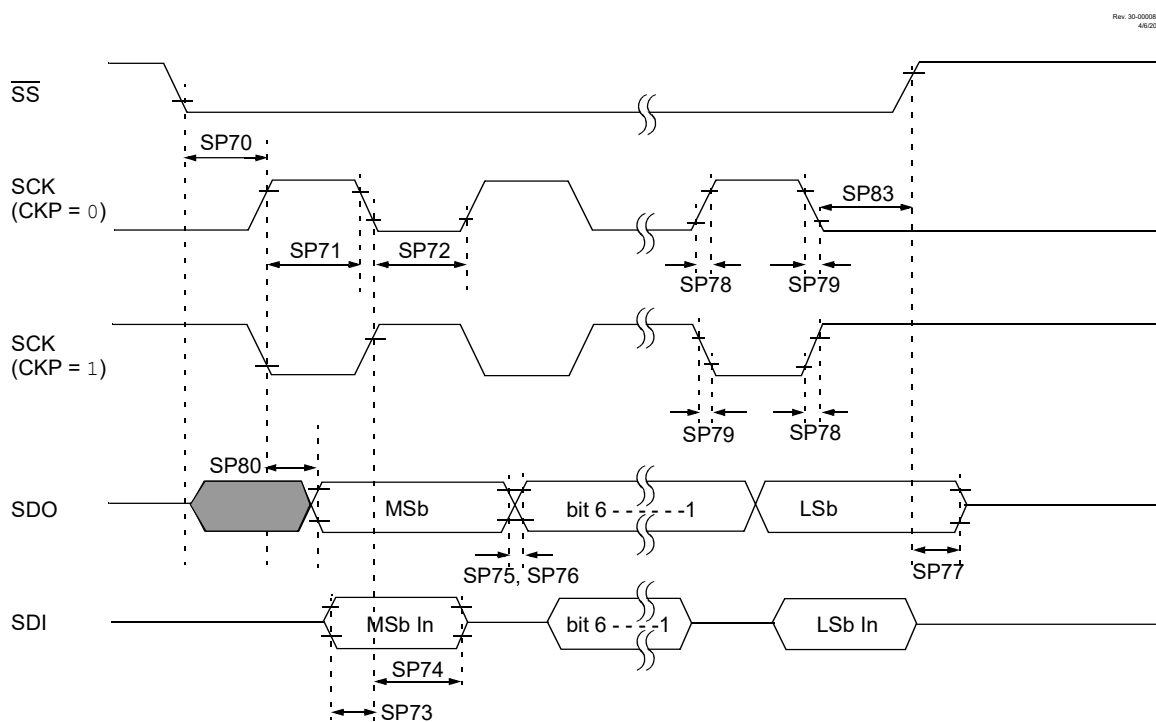 Rev. 30-00008
4/6/20
SS
SP70
SCK
(CKP = 0)
SP83
SP71
SP72
SP78
SP79
SCK
(CKP = 1)
SP79
SP78
SP80
SDO
MSb
bit 6 - - - - - -1
LSb
SP75, SP76
SP77
SDI
MSb In
bit 6 - - - -1
LSb In
SP74
SP73